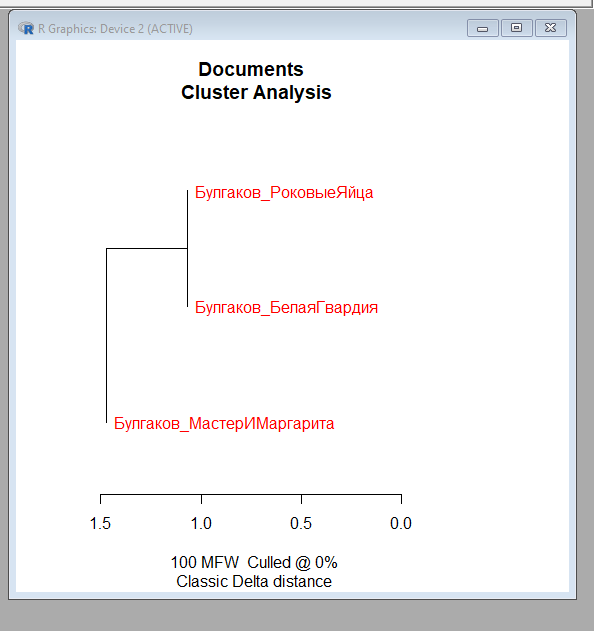 R Graphics: Device 2 (ACTIVE)
Documents
Cluster Analysis
Булгаков_РоковыеЯйца
Булгаков_БелаяГвардия
Булгаков_МастерИМаргарита
1.5 1.0 0.5 0.0
100 MFW Culled @ 0%
Classic Delta distance